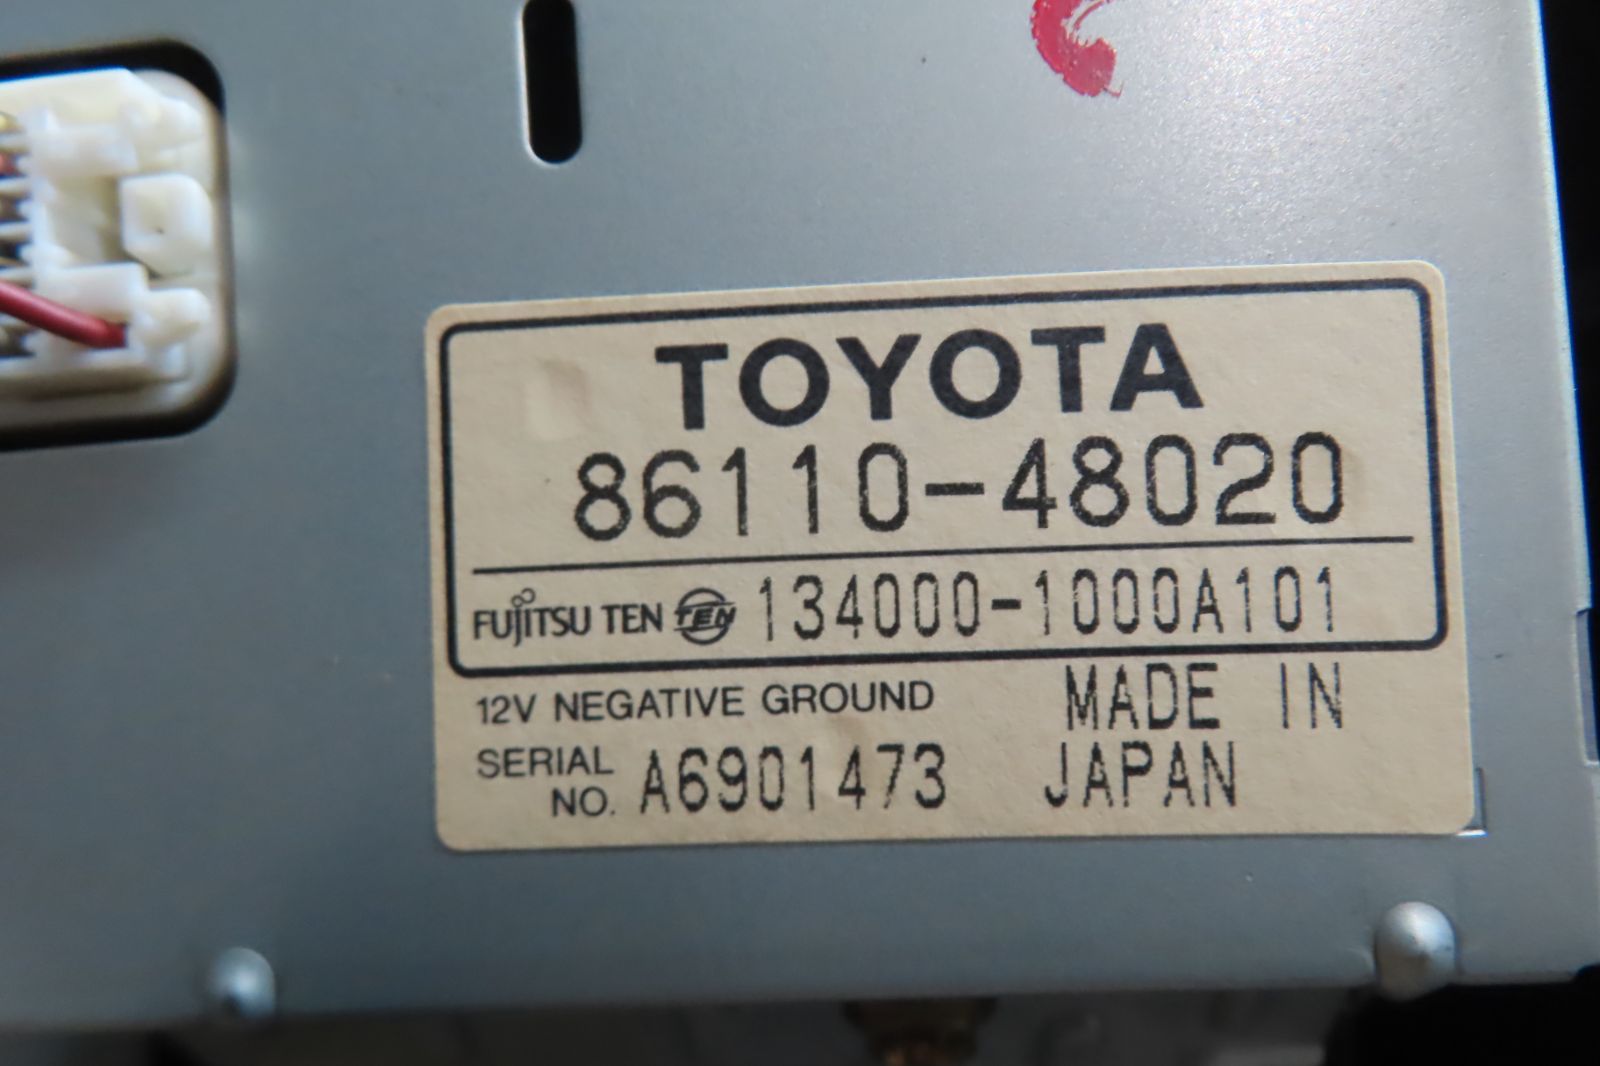 TOYOTA
86110-48020
FUJITSU TEN TEN 134000-1000A101
12V NEGATIVE GROUND MADE IN
SERIAL NO. A6901473 JAPAN